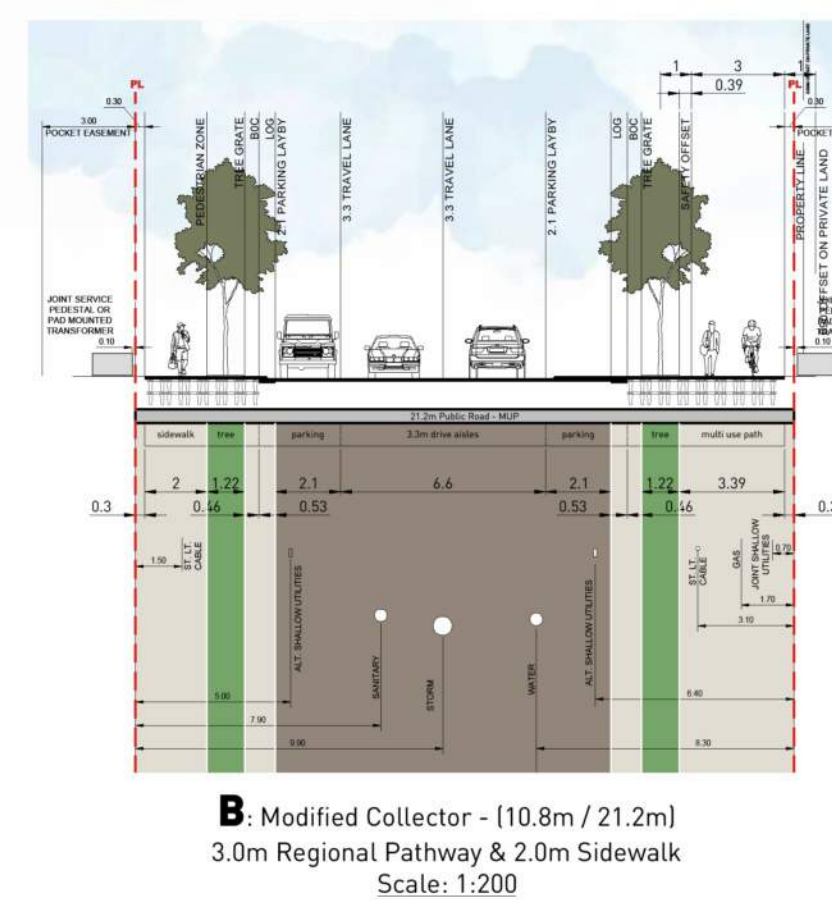 1
3
0.39
1
PL
PL
0.30
0.30
3.00
POCKET EASEMENT
POCKET
PEDESTRIAN ZONE
TREE GRATE
BOC
LOG
2.1 PARKING LAYBY
3.3 TRAVEL LANE
3.3 TRAVEL LANE
2.1 PARKING LAYBY
LOG
BOC
TREE GRATE
SAFETY OFFSET
PROPERTY LINE
OFFSET ON PRIVATE LAND
JOINT SERVICE
PEDESTAL OR
PAD MOUNTED
TRANSFORMER
0.10
0.10
21.2m Public Road - MUP
sidewalk tree parking 3.3m drive aisles parking tree multi use path
2 1.22 2.1 6.6 2.1 1.22 3.39
0.3 0.46 0.53 0.53 0.46
1.50
ST. LT.
CABLE
ALT. SHALLOW UTILITIES
SANITARY
STORM
WATER
ALT. SHALLOW UTILITIES
ST. LT.
CABLE
GAS
JOINT SHALLOW
UTILITIES
0.70
1.70
3.10
5.00
6.40
7.90
9.90
8.30
B: Modified Collector - (10.8m / 21.2m)
3.0m Regional Pathway & 2.0m Sidewalk
Scale: 1:200